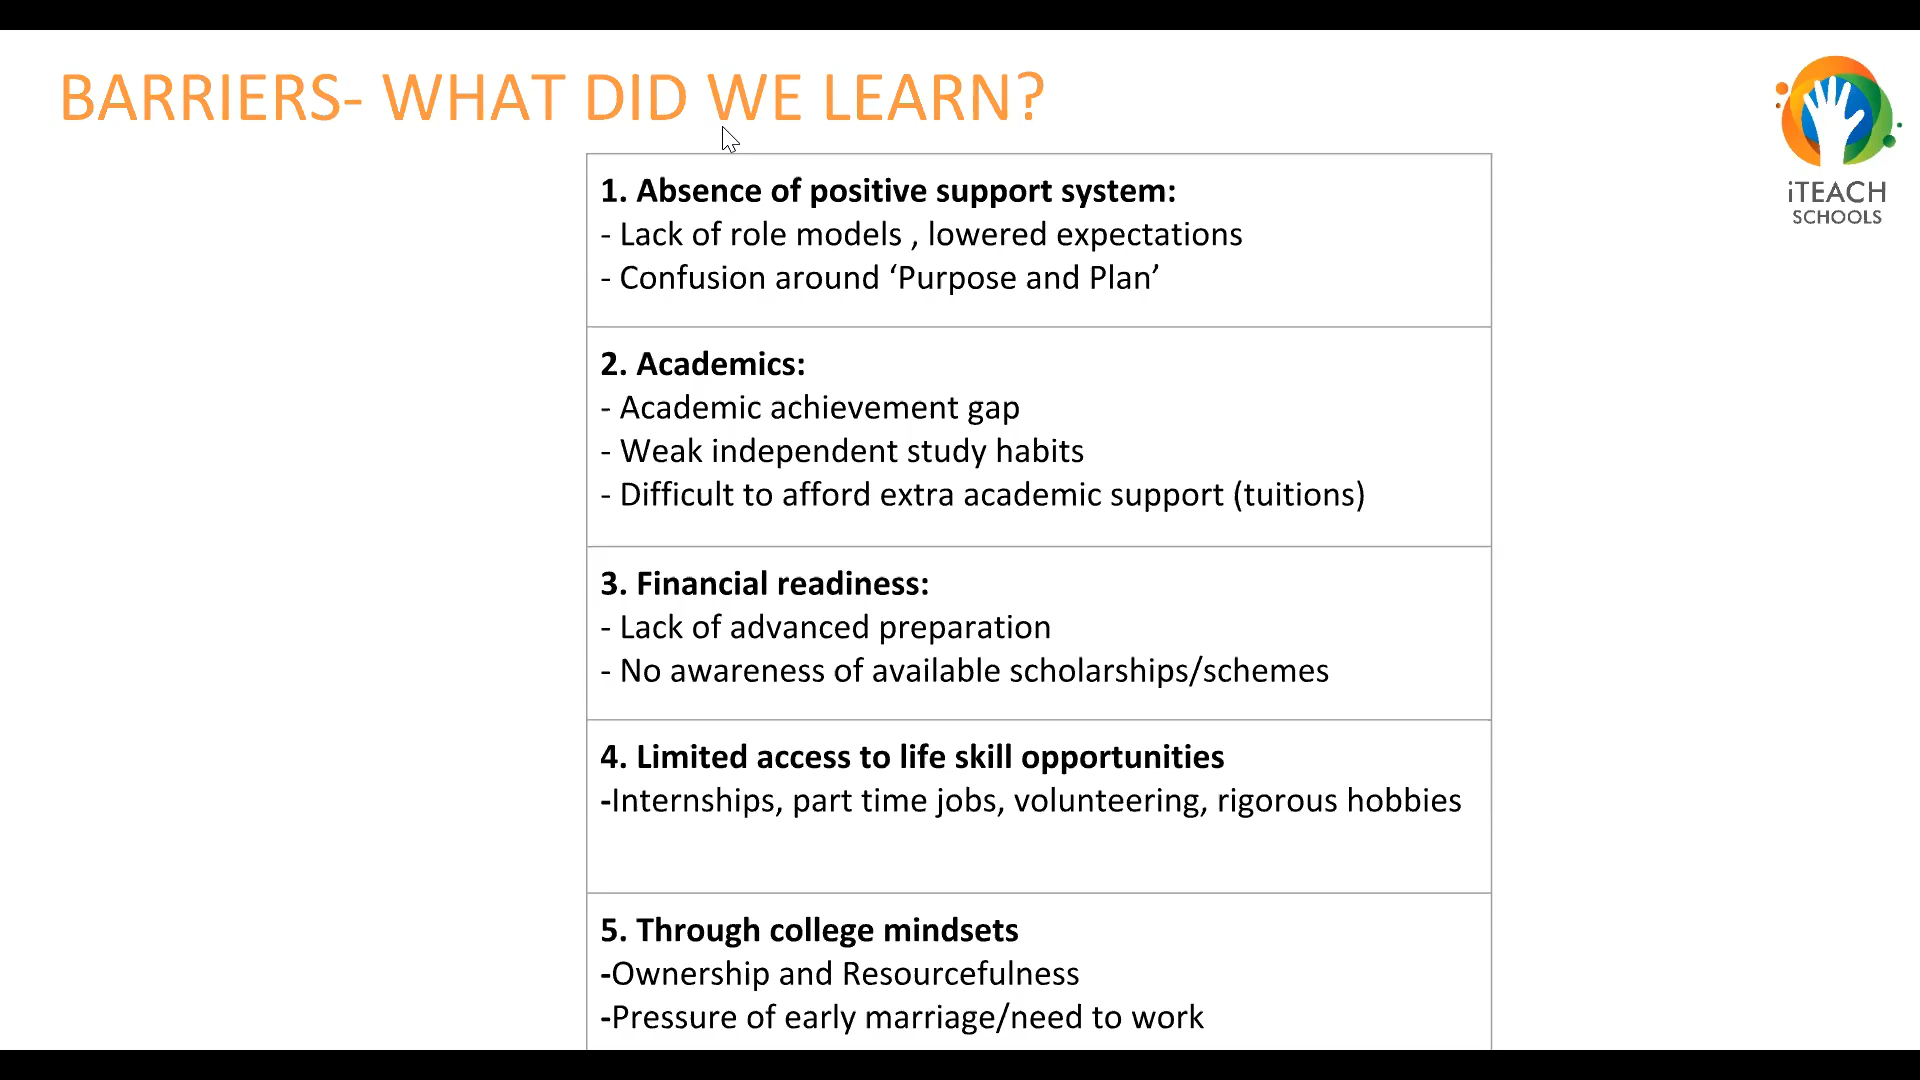 BARRIERS- WHAT DID WE LEARN?
iTEACH
SCHOOLS
1. Absence of positive support system:
- Lack of role models , lowered expectations
- Confusion around ‘Purpose and Plan’
2. Academics:
- Academic achievement gap
- Weak independent study habits
- Difficult to afford extra academic support (tuitions)
3. Financial readiness:
- Lack of advanced preparation
- No awareness of available scholarships/schemes
4. Limited access to life skill opportunities
-Internships, part time jobs, volunteering, rigorous hobbies
5. Through college mindsets
-Ownership and Resourcefulness
-Pressure of early marriage/need to work